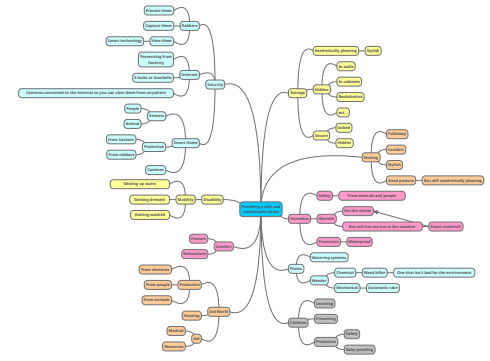 Prevent them
Capture them
Robbers
Smart technology
View them
Preventing from
hacking
Internet
E locks or doorbells
Cameras connected to the internet so you can view them from anywhere
Security
People
Sensors
Animal
From hackers
Smart Home
Protection
From robbers
Cameras
Getting up stairs
Getting dressed
Mobility
Disability
Getting washed
Providing a safe and
comfortable home
Posture
Comfort
Relaxations
From elements
From people
Protection
From animals
3rd World
Housing
Medical
Aid
Resources
Aesthetically pleasing
Stylish
In walls
Storage
Hidden
In cabinets
Bookshelves
ect...
locked
Secure
Hidden
Footsamp
Comfort
Seating
Stylish
Good posture
But still aesthetically pleasing
Safety
From animals and people
For the winter
Homeless
Warmth
But still not too hot in the summer
Smart material?
Protection
Waterproof
Watering systems
Plants
Chemical
Weed killer
One that isn't bad for the environment
Weeder
Mechanical
Automatic rake
Learning
E learning
Children
Safety
Protection
Baby-proofing